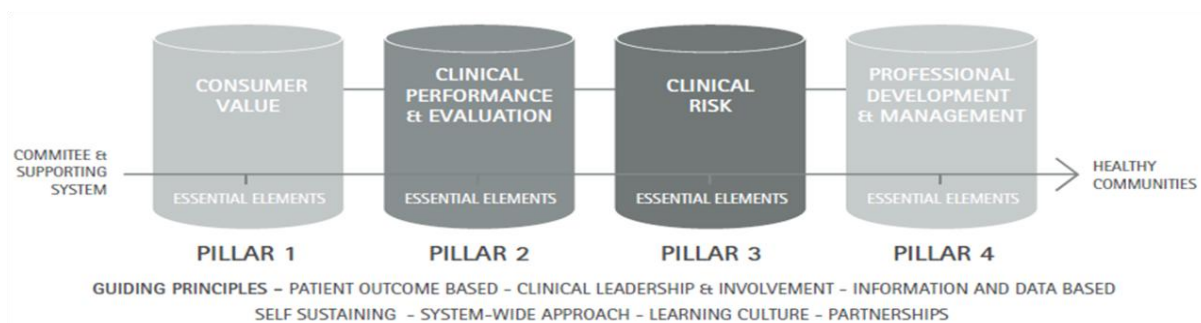 CONSUMER
VALUE
CLINICAL
PERFORMANCE
& EVALUATION
CLINICAL
RISK
PROFESSIONAL
DEVELOPMENT
& MANAGEMENT
COMMITEE &
SUPPORTING
SYSTEM
HEALTHY
COMMUNITIES
ESSENTIAL ELEMENTS
ESSENTIAL ELEMENTS
ESSENTIAL ELEMENTS
ESSENTIAL ELEMENTS
PILLAR 1
PILLAR 2
PILLAR 3
PILLAR 4
GUIDING PRINCIPLES – PATIENT OUTCOME BASED - CLINICAL LEADERSHIP & INVOLVEMENT - INFORMATION AND DATA BASED
SELF SUSTAINING - SYSTEM-WIDE APPROACH - LEARNING CULTURE - PARTNERSHIPS